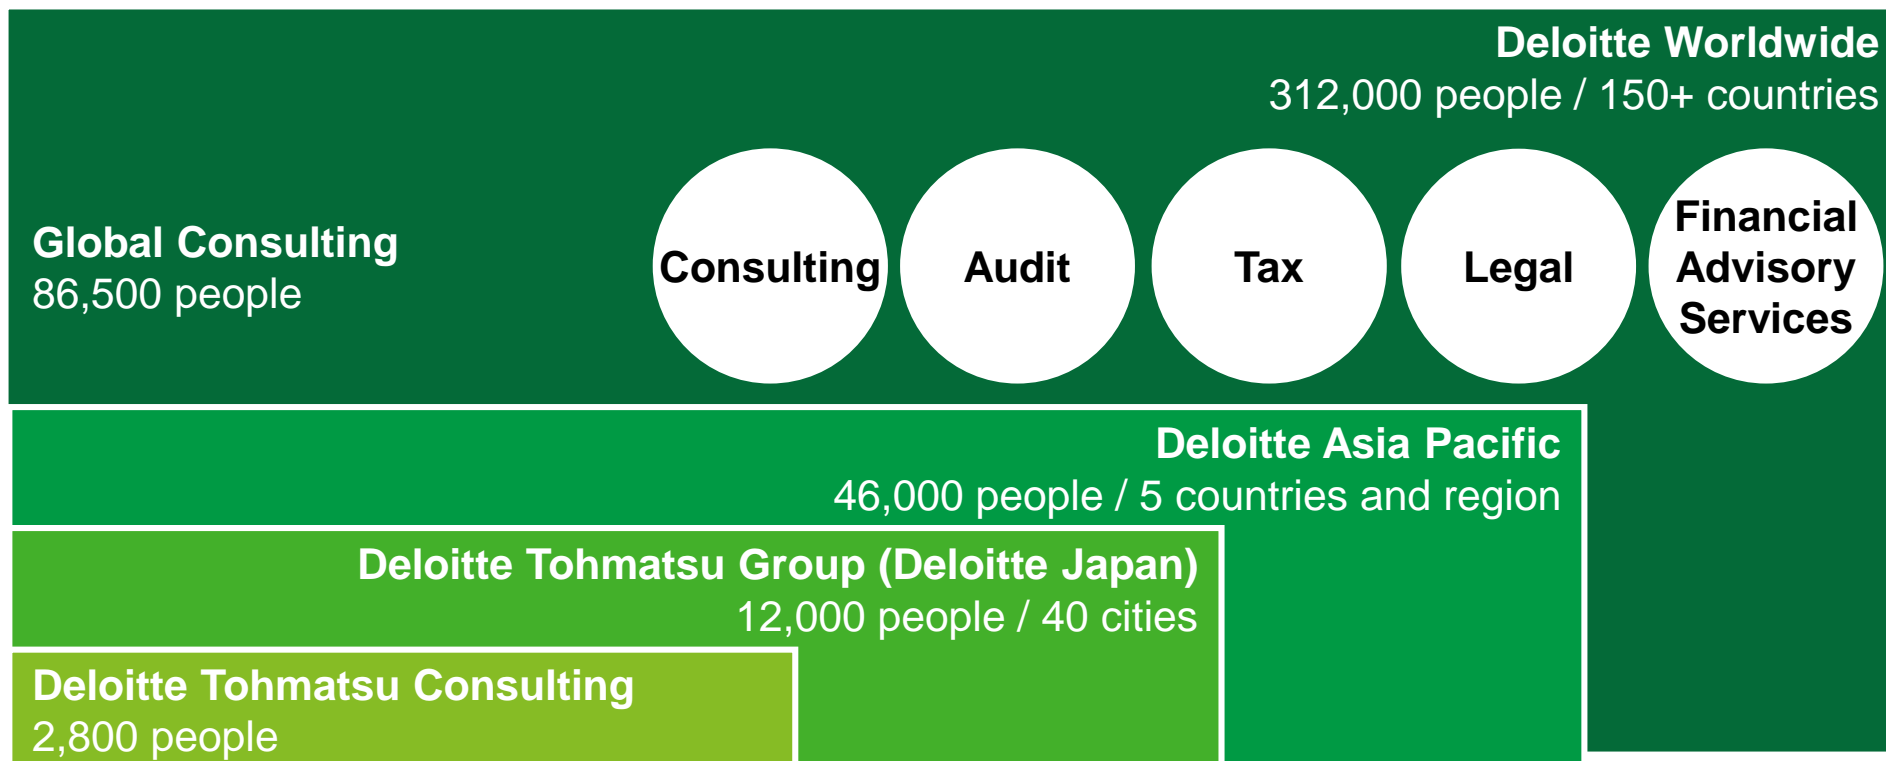 Deloitte Worldwide
312,000 people / 150+ countries
Global Consulting
86,500 people
Consulting
Audit
Tax
Legal
Financial
Advisory
Services
Deloitte Asia Pacific
46,000 people / 5 countries and region
Deloitte Tohmatsu Group (Deloitte Japan)
12,000 people / 40 cities
Deloitte Tohmatsu Consulting
2,800 people